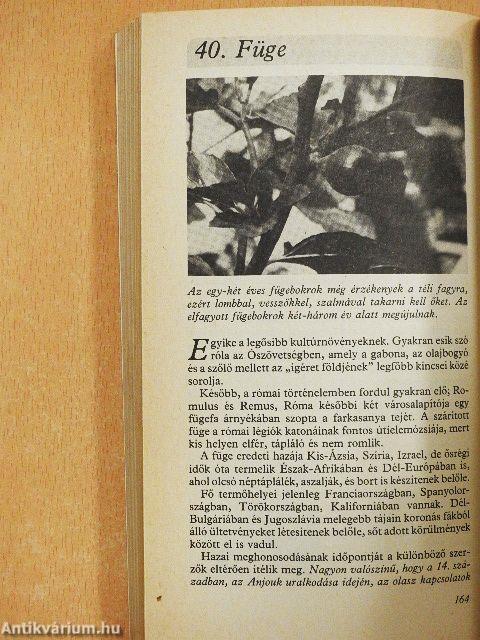 40. Füge
Az egy-két éves fügebokrok még érzékenyek a téli fagyra,
ezért lombbal, vesszőkkel, szalmával takarni kell őket. Az
elfagyott fügebokrok két-három év alatt megújulnak.
Egyike a legősibb kultúrnövényeknek. Gyakran esik szó
róla az Ószövetségben, amely a gabona, az olajbogyó
és a szőlő mellett az „ígéret földjének” legfőbb kincsei közé
sorolja.
Később, a római történelemben fordul gyakran elő; Ro-
mulus és Remus, Róma későbbi két városalapítója egy
fügefa árnyékában szopta a farkasanya tejét. A szárított
füge a római légiók katonáinak fontos útielemózsiája, mert
kis helyen elfér, tápláló és nem romlik.
A füge eredeti hazája Kis-Ázsia, Szíria, Izrael, de ősrégi
idők óta termelik Észak-Afrikában és Dél-Európában is,
ahol olcsó néptáplálék, aszalják, és bort is készítenek belőle.
Fő termőhelyei jelenleg Franciaországban, Spanyolor-
szágban, Törökországban, Kaliforniában vannak. Dél-
Bulgáriában és Jugoszlávia melegebb tájain koronás fákból
álló ültetvényeket létesítenek belőle, sőt adott körülmények
között el is vadul.
Hazai meghonosodásának időpontját a különböző szer-
zők eltérően ítélik meg. Nagyon valószínű, hogy a 14. szá-
zadban, az Anjouk uralkodása idején, az olasz kapcsolatok
164
Antikvárium.hu